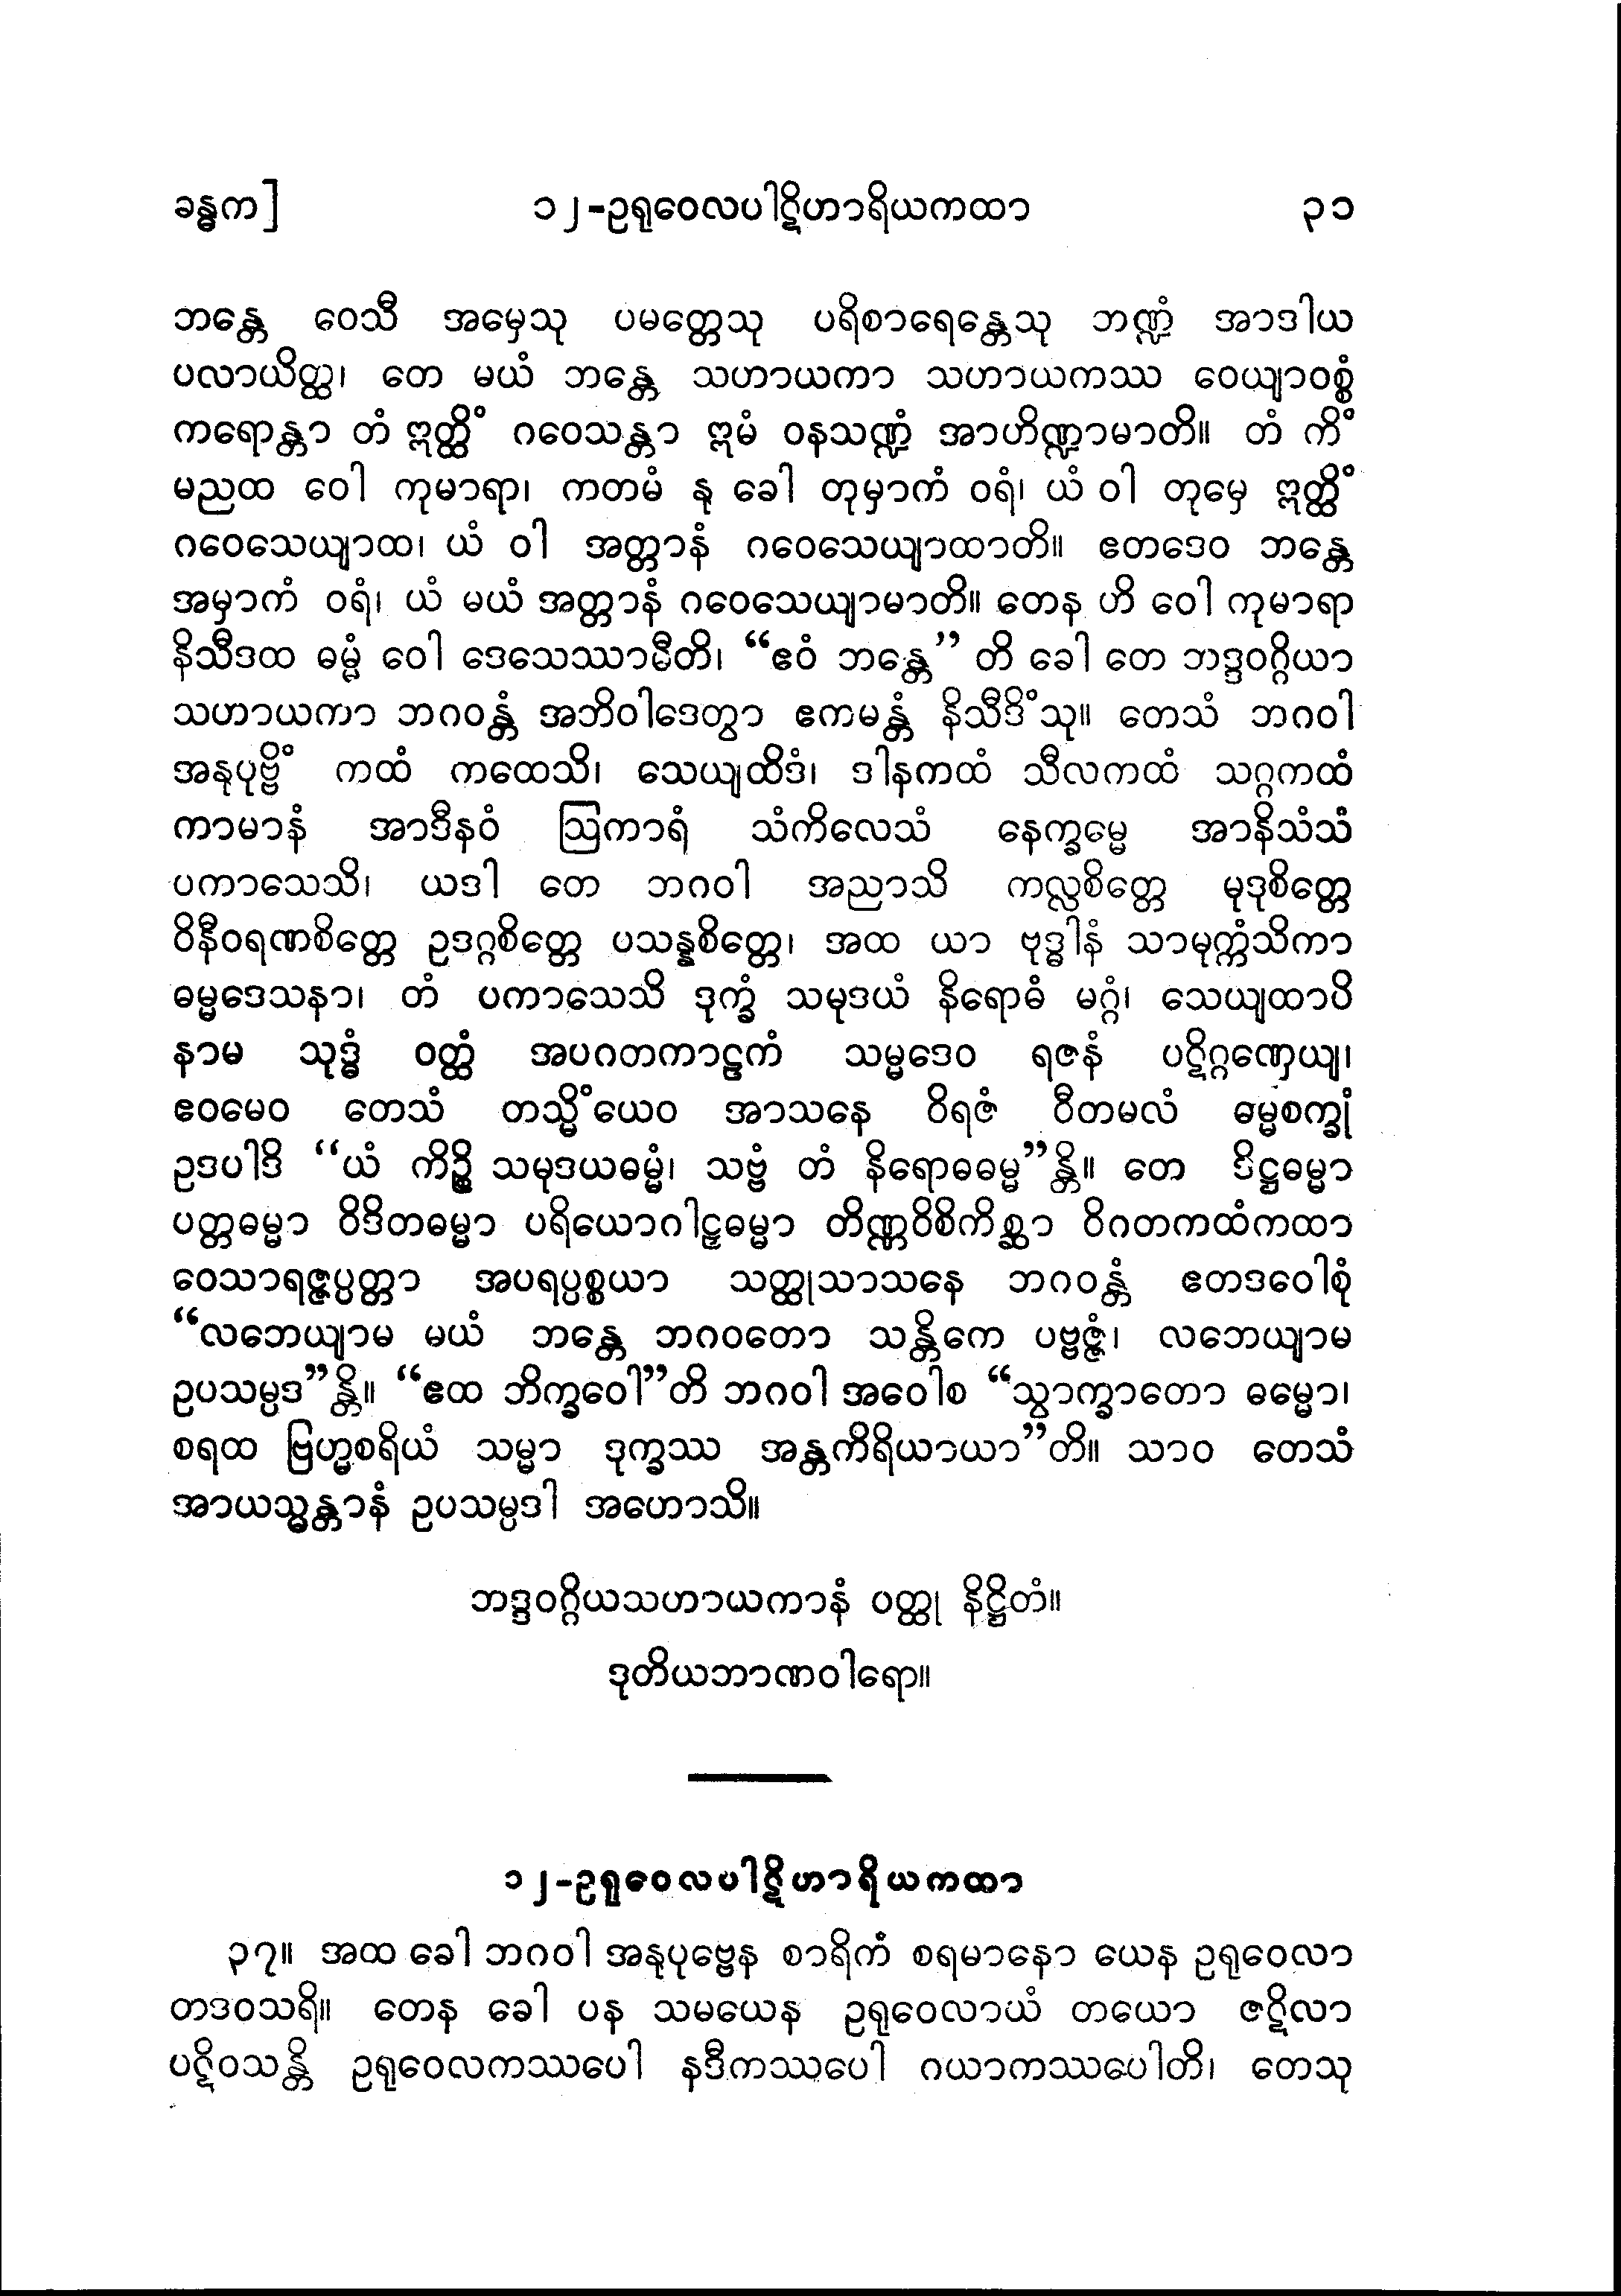 ခန္ဓက]	၁၂-ဥရုဝေလပါဋိဟာရိယကထာ	၃၁
ဘန္တေ ဝေသီ အမှေသု ပမတ္တေသု ပရိစာရေန္တေသု ဘဏ္ဍံ အာဒါယ
ပလာယိတ္ထ၊ တေ မယံ ဘန္တေ သဟာယကာ သဟာယကဿ ဝေယျာဝစ္စံ
ကရောန္တာ တံ ဣတ္ထိံ ဂဝေသန္တာ ဣမံ ဝနသဏ္ဍံ အာဟိဏ္ဍာမာတိ။ တံ ကိံ
မညထ ဝေါ ကုမာရာ၊ ကတမံ နု ခေါ တုမှာကံ ဝရံ၊ ယံ ဝါ တုမှေ ဣတ္ထိံ
ဂဝေသေယျာထ၊ ယံ ဝါ အတ္တာနံ ဂဝေသေယျာထာတိ။ ဧတဒေဝ ဘန္တေ
အမှာကံ ဝရံ၊ ယံ မယံ အတ္တာနံ ဂဝေသေယျာမာတိ။ တေန ဟိ ဝေါ ကုမာရာ
နိသီဒထ ဓမ္မံ ဝေါ ဒေသေဿာမီတိ၊ “ဧဝံ ဘန္တေ” တိ ခေါ တေ ဘဒ္ဒဝဂ္ဂိယာ
သဟာယကာ ဘဂဝန္တံ အဘိဝါဒေတွာ ဧကမန္တံ နိသီဒိံသု။ တေသံ ဘဂဝါ
အနုပုဗ္ဗိံ ကထံ ကထေသိ၊ သေယျထိဒံ၊ ဒါနကထံ သီလကထံ သဂ္ဂကထံ
ကာမာနံ အာဒီနဝံ ဩကာရံ သံကိလေသံ နေက္ခမ္မေ အာနိသံသံ
ပကာသေသိ၊ ယဒါ တေ ဘဂဝါ အညာသိ ကလ္လစိတ္တေ မုဒုစိတ္တေ
ဝိနီဝရဏစိတ္တေ ဥဒဂ္ဂစိတ္တေ ပသန္နစိတ္တေ၊ အထ ယာ ဗုဒ္ဓါနံ သာမုက္ကံသိကာ
ဓမ္မဒေသနာ၊ တံ ပကာသေသိ ဒုက္ခံ သမုဒယံ နိရောဓံ မဂ္ဂံ၊ သေယျထာပိ
နာမ သုဒ္ဓံ ဝတ္ထံ အပဂတကာဠကံ သမ္မဒေဝ ရဇနံ ပဋိဂ္ဂဏှေယျ၊
ဧဝမေဝ တေသံ တသ္မိံယေဝ အာသနေ ဝိရဇံ ဝီတမလံ ဓမ္မစက္ခုံ
ဥဒပါဒိ “ယံ ကိဉ္စိ သမုဒယဓမ္မံ၊ သဗ္ဗံ တံ နိရောဓဓမ္မ”န္တိ။ တေ ဒိဋ္ဌဓမ္မာ
ပတ္တဓမ္မာ ဝိဒိတဓမ္မာ ပရိယောဂါဠှဓမ္မာ တိဏ္ဏဝိစိကိစ္ဆာ ဝိဂတကထံကထာ
ဝေသာရဇ္ဇပ္ပတ္တာ အပရပ္ပစ္စယာ သတ္ထုသာသနေ ဘဂဝန္တံ ဧတဒဝေါစုံ
“လဘေယျာမ မယံ ဘန္တေ ဘဂဝတော သန္တိကေ ပဗ္ဗဇ္ဇံ၊ လဘေယျာမ
ဥပသမ္ပဒ”န္တိ။ “ဧထ ဘိက္ခဝေါ”တိ ဘဂဝါ အဝေါစ “သွာက္ခာတော ဓမ္မော၊
စရထ ဗြဟ္မစရိယံ သမ္မာ ဒုက္ခဿ အန္တကိရိယာယာ”တိ။ သာဝ တေသံ
အာယသ္မန္တာနံ ဥပသမ္ပဒါ အဟောသိ။
ဘဒ္ဒဝဂ္ဂိယသဟာယကာနံ ဝတ္ထု နိဋ္ဌိတံ။
ဒုတိယဘာဏဝါရော။
၁၂-ဥရုဝေလပါဋိဟာရိယကထာ
၃၇။ အထ ခေါ ဘဂဝါ အနုပုဗ္ဗေန စာရိကံ စရမာနော ယေန ဥရုဝေလာ
တဒဝသရိ။ တေန ခေါ ပန သမယေန ဥရုဝေလာယံ တယော ဇဋိလာ
ပဋိဝသန္တိ ဥရုဝေလကဿပေါ နဒီကဿပေါ ဂယာကဿပေါတိ၊ တေသု